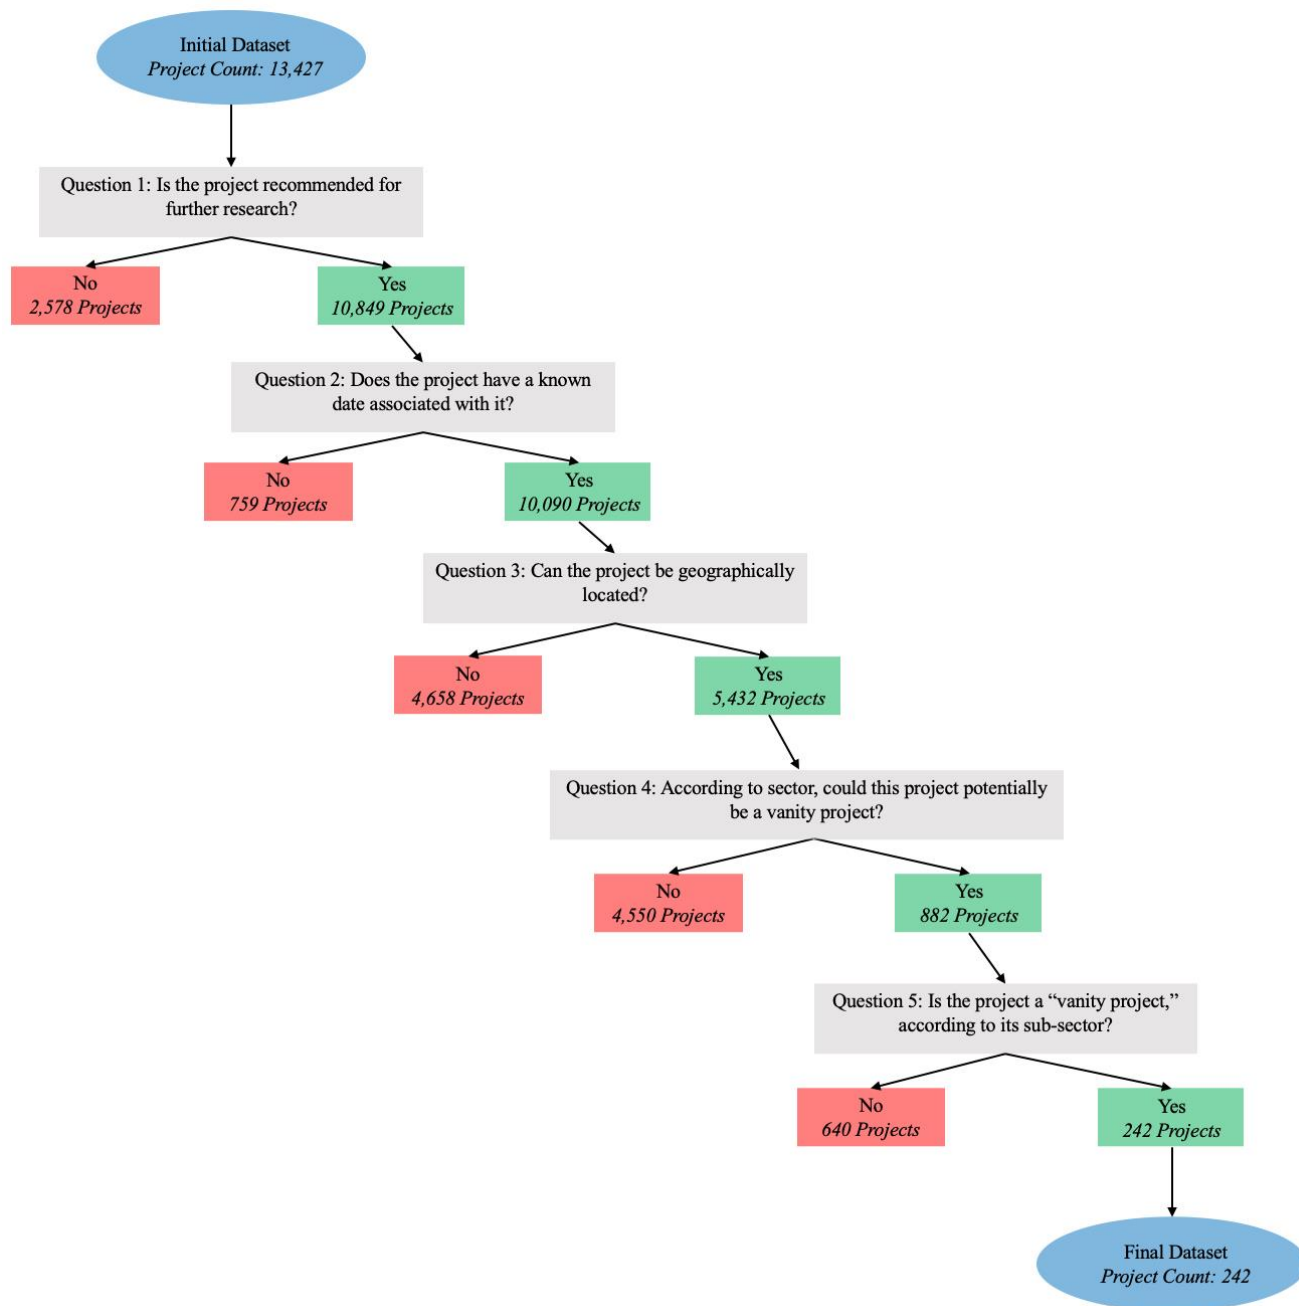 Initial Dataset
Project Count: 13,427
Question 1: Is the project recommended for
further research?
No
2,578 Projects
Yes
10,849 Projects
Question 2: Does the project have a known
date associated with it?
No
759 Projects
Yes
10,090 Projects
Question 3: Can the project be geographically
located?
No
4,658 Projects
Yes
5,432 Projects
Question 4: According to sector, could this project potentially
be a vanity project?
No
4,550 Projects
Yes
882 Projects
Question 5: Is the project a “vanity project,”
according to its sub-sector?
No
640 Projects
Yes
242 Projects
Final Dataset
Project Count: 242